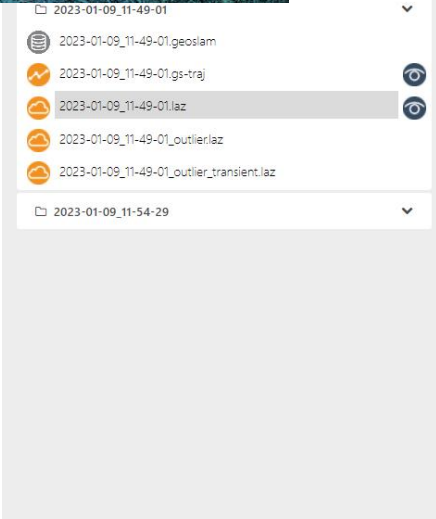 2023-01-09_11-49-01
2023-01-09_11-49-01.geoslam
2023-01-09_11-49-01.gs-traj
2023-01-09_11-49-01.laz
2023-01-09_11-49-01_outlier.laz
2023-01-09_11-49-01_outlier_transient.laz
2023-01-09_11-54-29